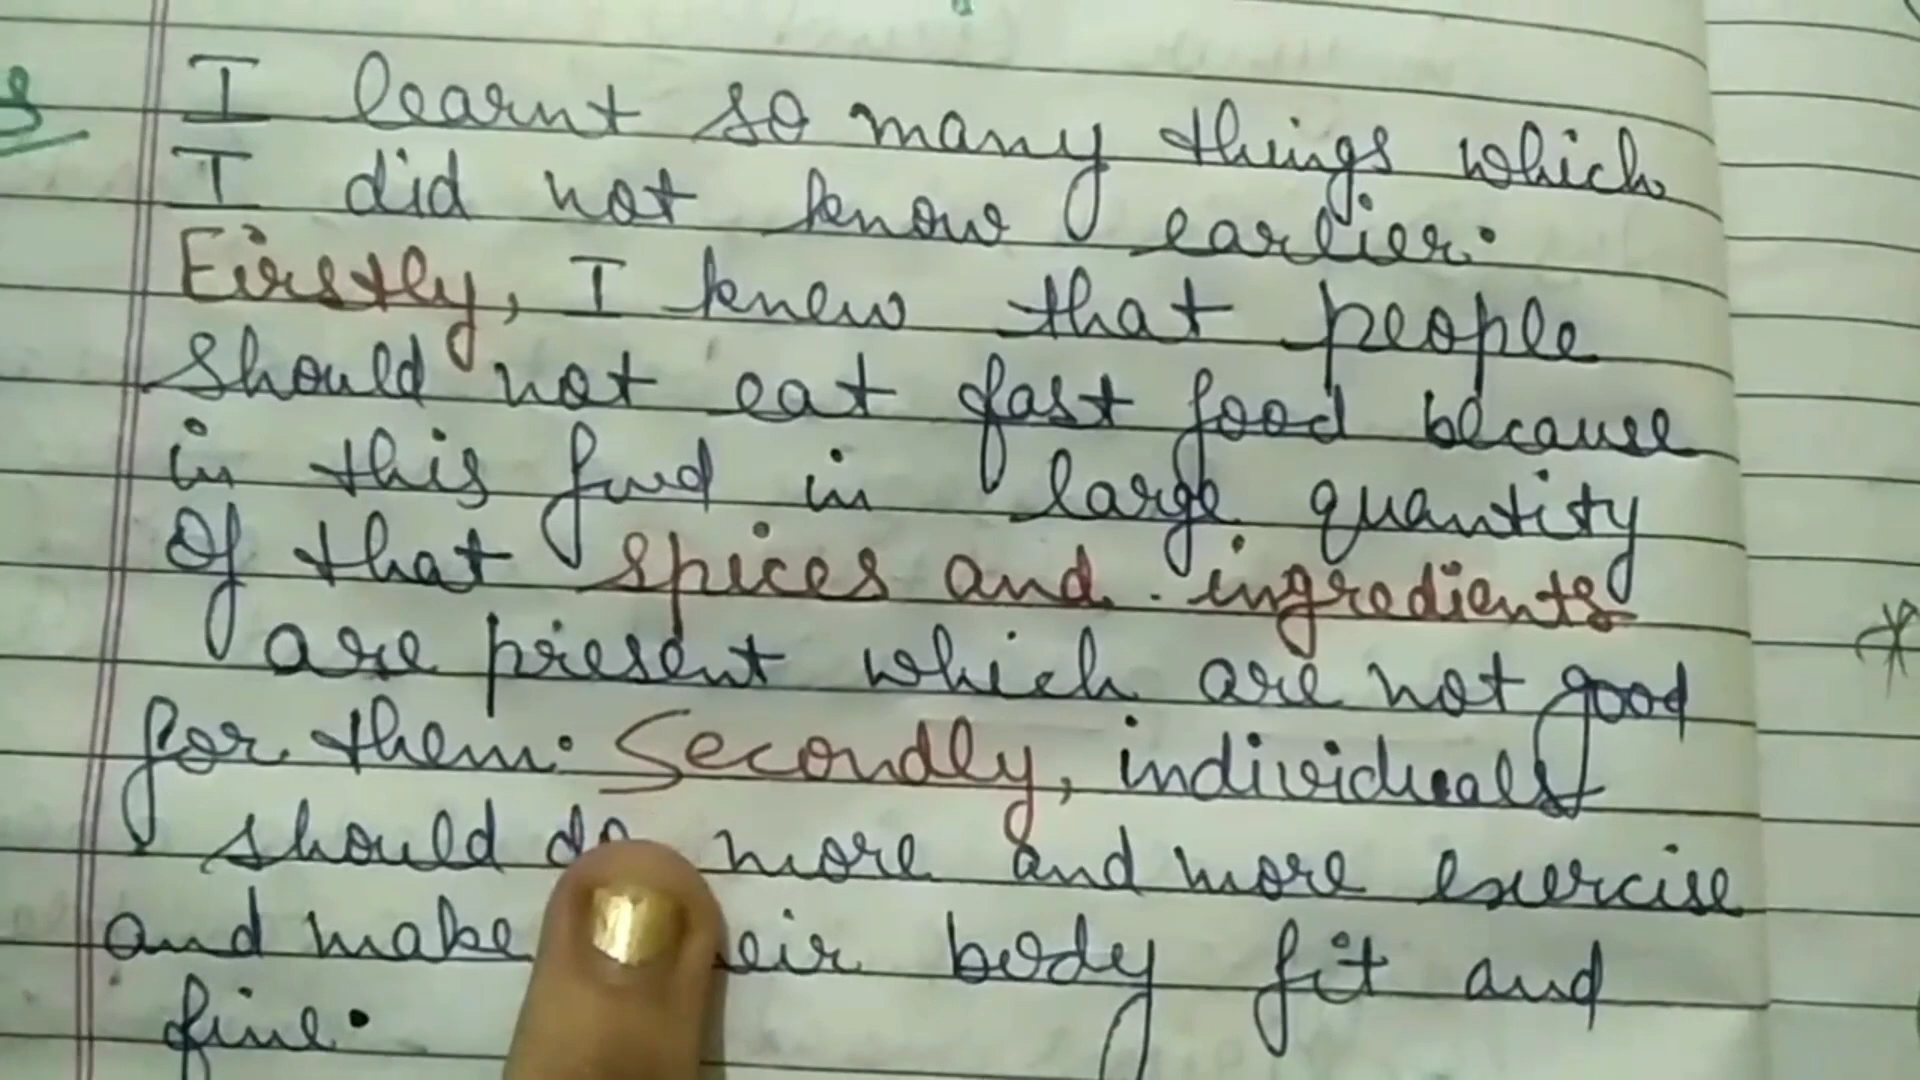 I learnt so many things which
I did not know earlier.
Firstly, I knew that people
should not eat fast food because
in this fud in large quantity
of that spices and ingredients
are present which are not good
for them. Secondly, individuals
should do more and more exercise
and make body fit and
fine.